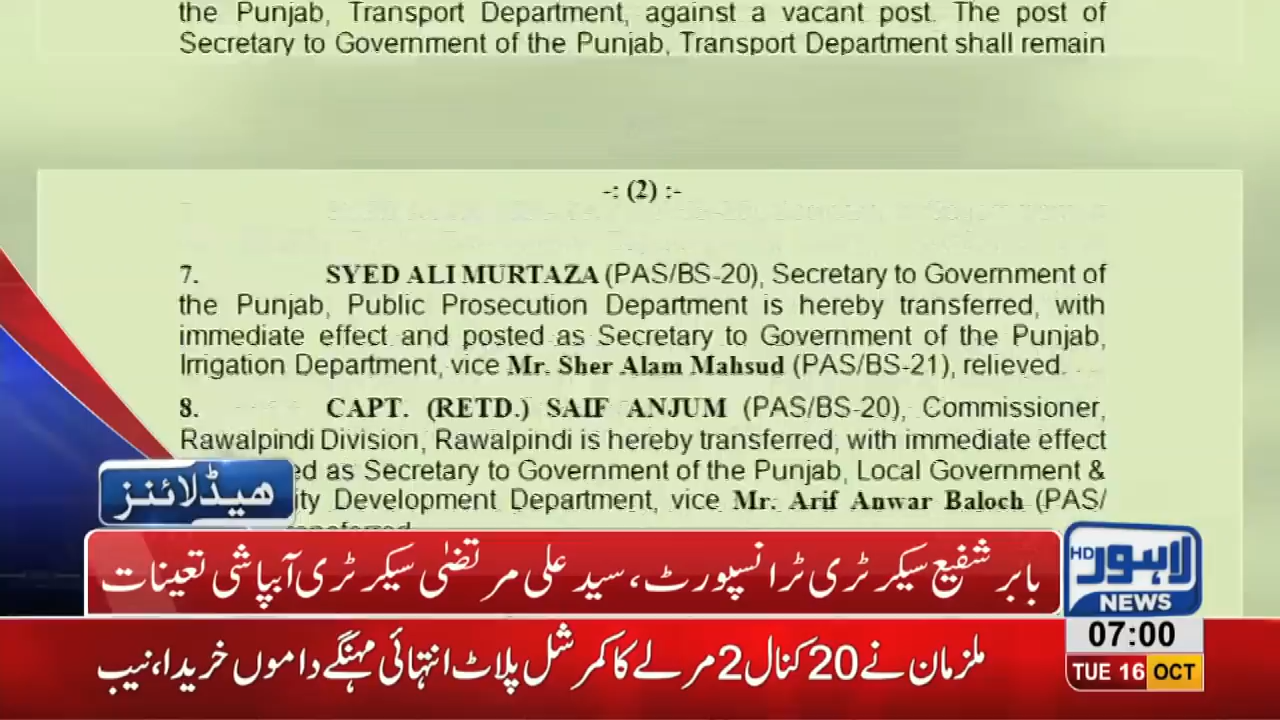 the Punjab, Transport Department, against a vacant post. The post of
Secretary to Government of the Punjab, Transport Department shall remain
-: (2) :-
7. SYED ALI MURTAZA (PAS/BS-20), Secretary to Government of
the Punjab, Public Prosecution Department is hereby transferred, with
immediate effect and posted as Secretary to Government of the Punjab,
Irrigation Department, vice Mr. Sher Alam Mahsud (PAS/BS-21), relieved.
8. CAPT. (RETD.) SAIF ANJUM (PAS/BS-20), Commissioner,
Rawalpindi Division, Rawalpindi is hereby transferred, with immediate effect
ed as Secretary to Government of the Punjab, Local Government &
ity Development Department, vice Mr. Arif Anwar Baloch (PAS/
ہیڈلائنز
بابر شفیع سیکرٹری ٹرانسپورٹ، سید علی مرتضیٰ سیکرٹری آبپاشی تعینات
ملزمان نے 20 کنال 2 مرلے کا کمرشل پلاٹ انتہائی مہنگے داموں خریدا، نیب
لاہور HD
NEWS
07:00
TUE 16 OCT